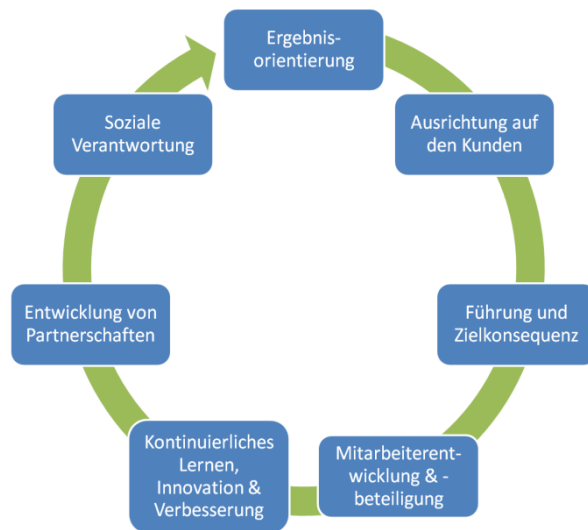 Ergebnis-
orientierung
Ausrichtung auf
den Kunden
Führung und
Zielkonsequenz
Mitarbeiterent-
wicklung & -
beteiligung
Kontinuierliches
Lernen,
Innovation &
Verbesserung
Entwicklung von
Partnerschaften
Soziale
Verantwortung